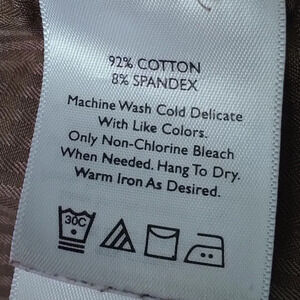 92% COTTON
8% SPANDEX
Machine Wash Cold Delicate
With Like Colors.
Only Non-Chlorine Bleach
When Needed. Hang To Dry.
Warm Iron As Desired.
30C